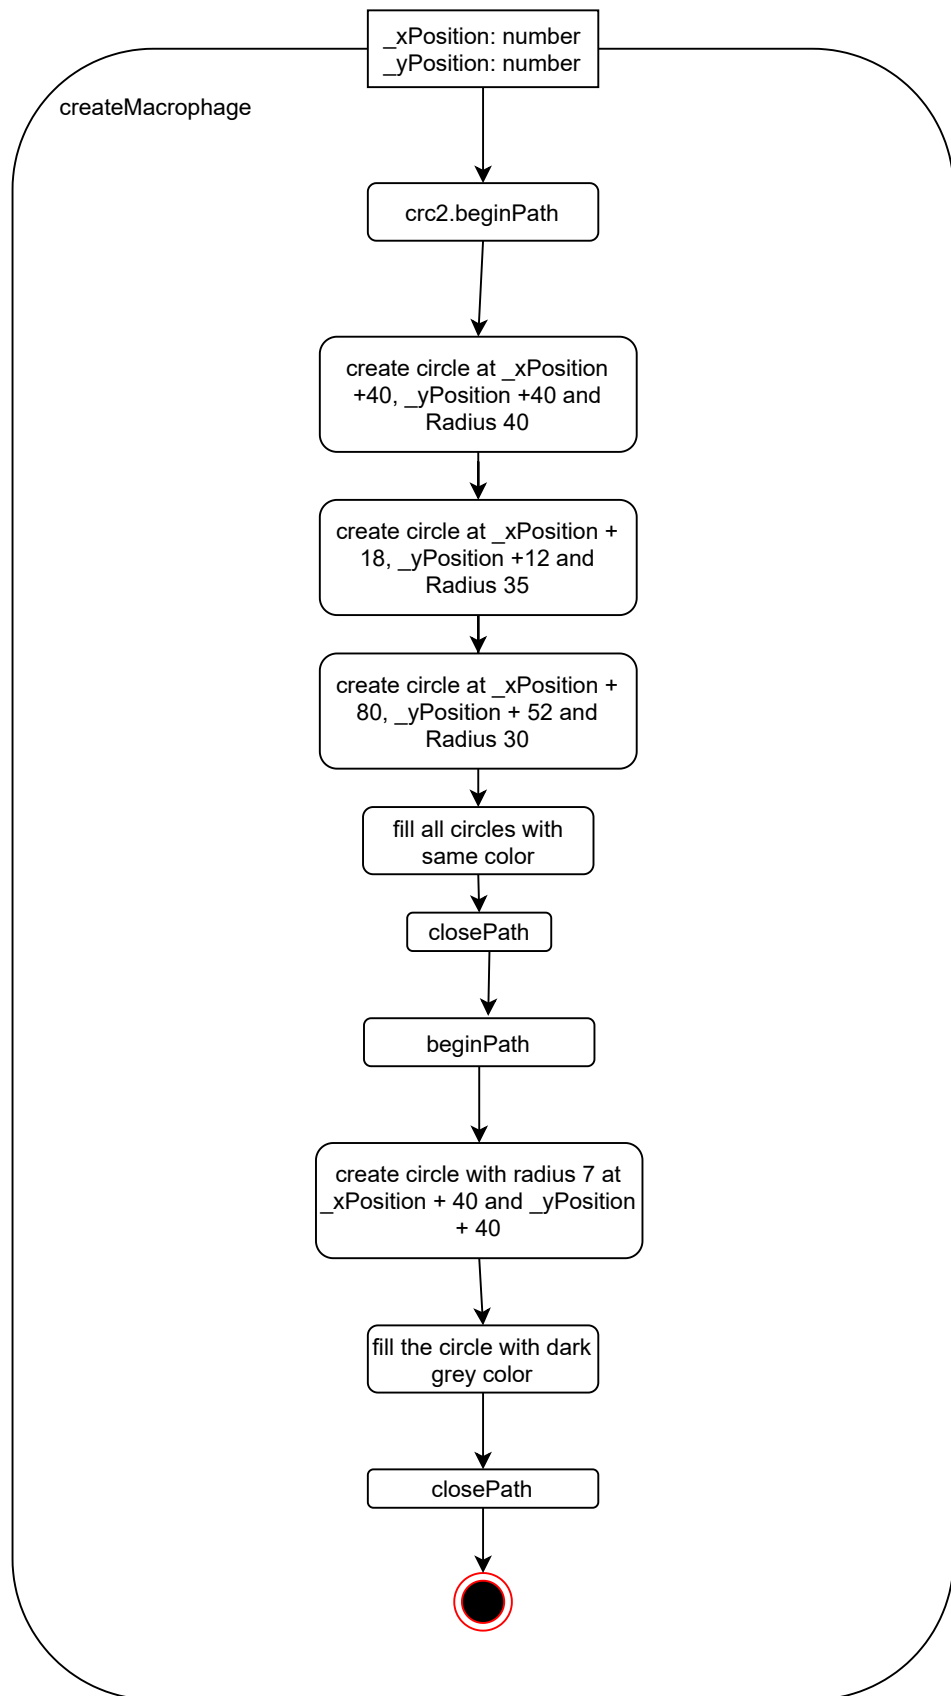 _xPosition: number
_yPosition: number
createMacrophage
crc2.beginPath
create circle at _xPosition
+40, _yPosition +40 and
Radius 40
create circle at _xPosition +
18, _yPosition +12 and
Radius 35
create circle at _xPosition +
80, _yPosition + 52 and
Radius 30
fill all circles with
same color
closePath
beginPath
create circle with radius 7 at
_xPosition + 40 and _yPosition
+ 40
fill the circle with dark
grey color
closePath